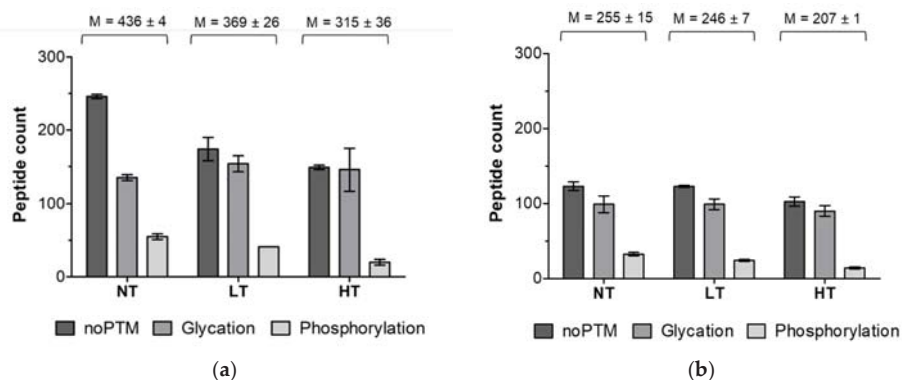 M = 436 ± 4 M = 369 ± 26 M = 315 ± 36
300
200
100
0
Peptide count
NT LT HT
noPTM Glycation Phosphorylation
(a)
M = 255 ± 15 M = 246 ± 7 M = 207 ± 1
300
200
100
0
Peptide count
NT LT HT
noPTM Glycation Phosphorylation
(b)